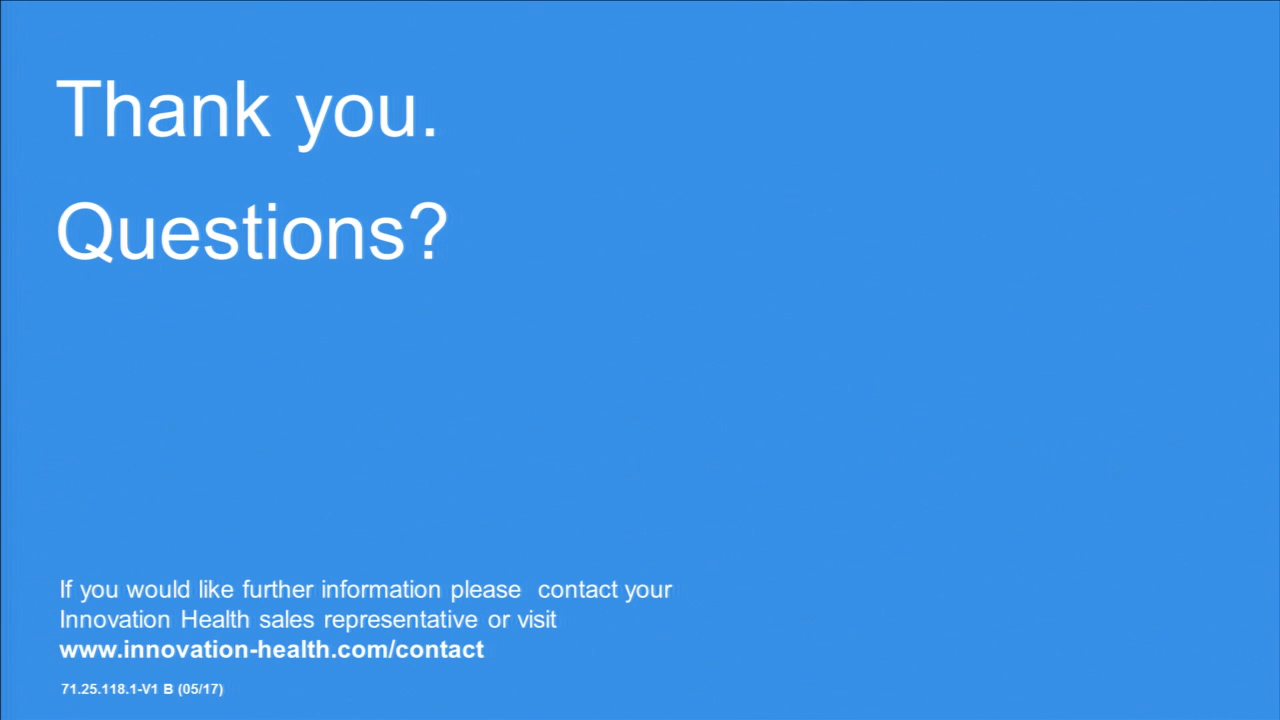 Thank you.
Questions?
If you would like further information please contact your
Innovation Health sales representative or visit
www.innovation-health.com/contact
71.25.118.1-V1 B (05/17)